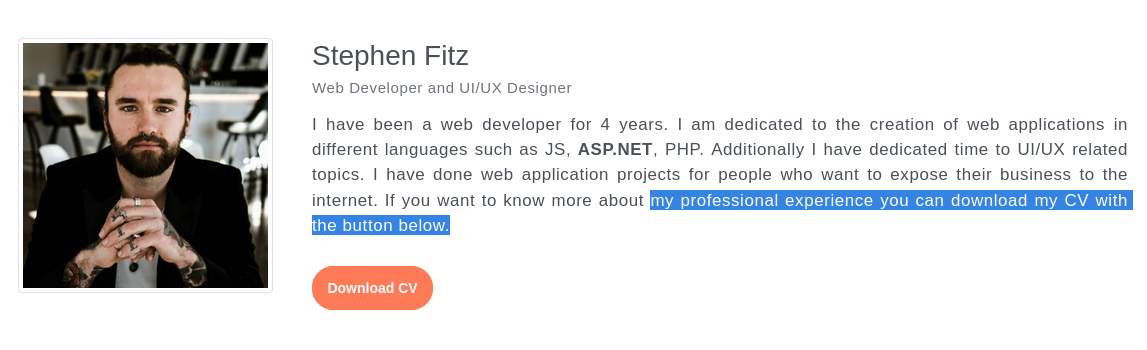 Stephen Fitz
Web Developer and UI/UX Designer
I have been a web developer for 4 years. I am dedicated to the creation of web applications in
different languages such as JS, ASP.NET, PHP. Additionally I have dedicated time to UI/UX related
topics. I have done web application projects for people who want to expose their business to the
internet. If you want to know more about my professional experience you can download my CV with
the button below.
Download CV